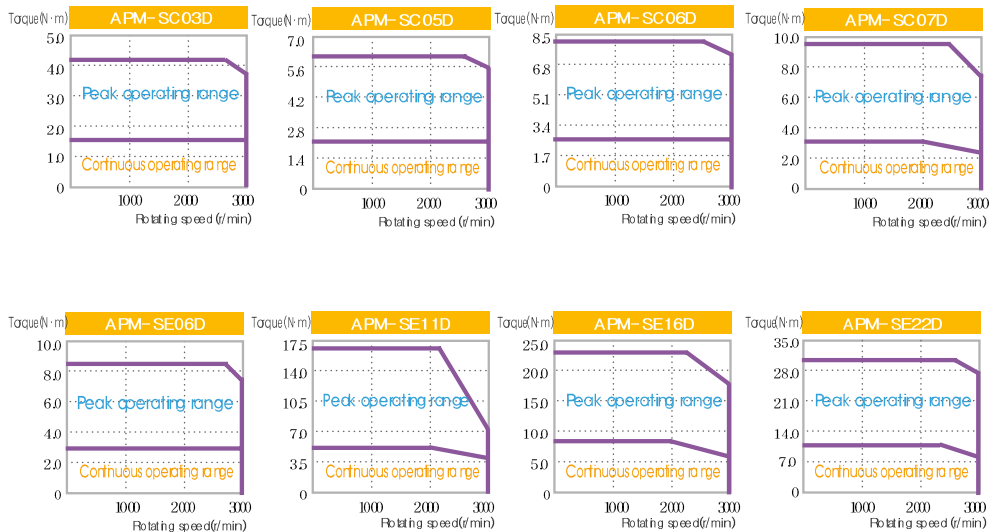 Torque(N·m) APM-SC03D
5.0
4.0
3.0
2.0
1.0
0
Peak operating range
Continuous operating range
1000 2000 3000
Rotating speed(r/min)
Torque(N·m) APM-SC05D
7.0
5.6
4.2
2.8
1.4
0
Peak operating range
Continuous operating range
1000 2000 3000
Rotating speed(r/min)
Torque(N·m) APM-SC06D
8.5
6.8
5.1
3.4
1.7
0
Peak operating range
Continuous operating range
1000 2000 3000
Rotating speed(r/min)
Torque(N·m) APM-SC07D
10.0
8.0
6.0
4.0
2.0
0
Peak operating range
Continuous operating range
1000 2000 3000
Rotating speed(r/min)
Torque(N·m) APM-SE06D
10.0
8.0
6.0
4.0
2.0
0
Peak operating range
Continuous operating range
1000 2000 3000
Rotating speed(r/min)
Torque(N·m) APM-SE11D
17.5
14.0
10.5
7.0
3.5
0
Peak operating range
Continuous operating range
1000 2000 3000
Rotating speed(r/min)
Torque(N·m) APM-SE16D
25.0
20.0
15.0
10.0
5.0
0
Peak operating range
Continuous operating range
1000 2000 3000
Rotating speed(r/min)
Torque(N·m) APM-SE22D
35.0
28.0
21.0
14.0
7.0
0
Peak operating range
Continuous operating range
1000 2000 3000
Rotating speed(r/min)